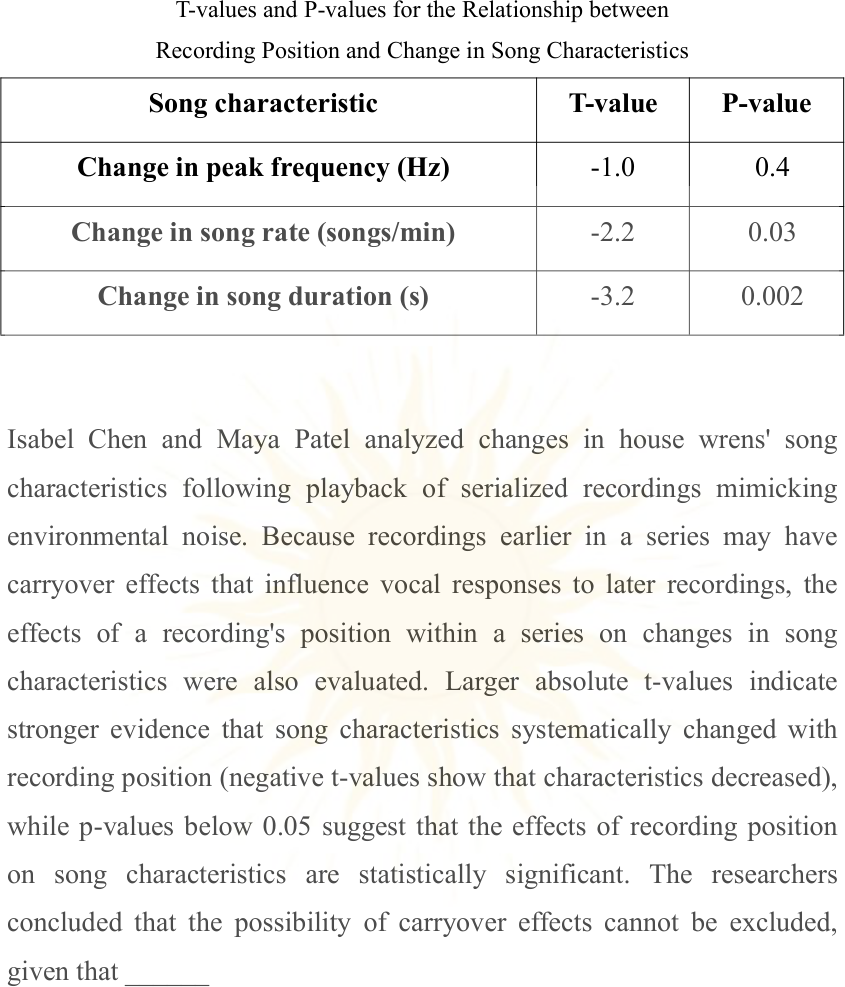 T-values and P-values for the Relationship between
Recording Position and Change in Song Characteristics
Song characteristic T-value P-value
Change in peak frequency (Hz) -1.0 0.4
Change in song rate (songs/min) -2.2 0.03
Change in song duration (s) -3.2 0.002
Isabel Chen and Maya Patel analyzed changes in house wrens' song
characteristics following playback of serialized recordings mimicking
environmental noise. Because recordings earlier in a series may have
carryover effects that influence vocal responses to later recordings, the
effects of a recording's position within a series on changes in song
characteristics were also evaluated. Larger absolute t-values indicate
stronger evidence that song characteristics systematically changed with
recording position (negative t-values show that characteristics decreased),
while p-values below 0.05 suggest that the effects of recording position
on song characteristics are statistically significant. The researchers
concluded that the possibility of carryover effects cannot be excluded,
given that ______